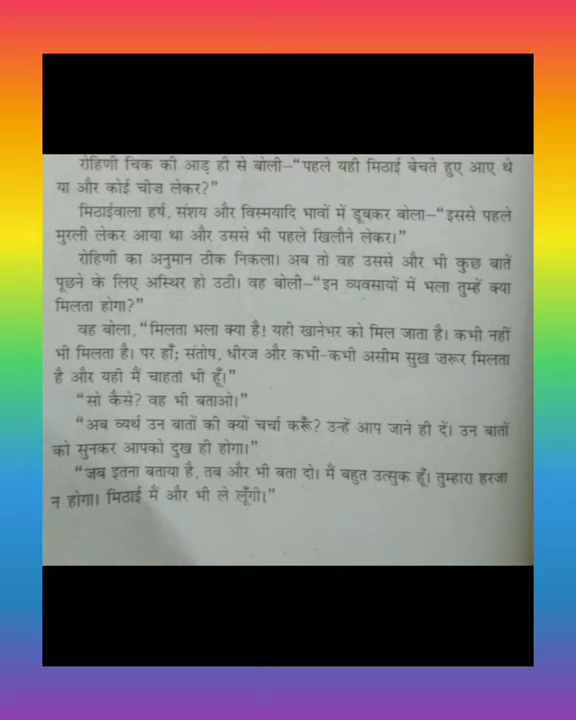 रोहिणी चिक की आड़ ही से बोली–“पहले यही मिठाई बेचते हुए आए थे
या और कोई चीज़ लेकर?”
मिठाईवाला हर्ष, संशय और विस्मयादि भावों में डूबकर बोला–“इससे पहले
मुरली लेकर आया था और उससे भी पहले खिलौने लेकर।”
रोहिणी का अनुमान ठीक निकला। अब तो वह उससे और भी कुछ बातें
पूछने के लिए अस्थिर हो उठी। वह बोली–“इन व्यवसायों में भला तुम्हें क्या
मिलता होगा?”
वह बोला, “मिलता भला क्या है! यही खानेभर को मिल जाता है। कभी नहीं
भी मिलता है। पर हाँ; संतोष, धीरज और कभी-कभी असीम सुख ज़रूर मिलता
है और यही मैं चाहता भी हूँ।”
“सो कैसे? वह भी बताओ।”
“अब व्यर्थ उन बातों की क्यों चर्चा करूँ? उन्हें आप जाने ही दें। उन बातों
को सुनकर आपको दुख ही होगा।”
“जब इतना बताया है, तब और भी बता दो। मैं बहुत उत्सुक हूँ। तुम्हारा हरजा
न होगा। मिठाई मैं और भी ले लूँगी।”